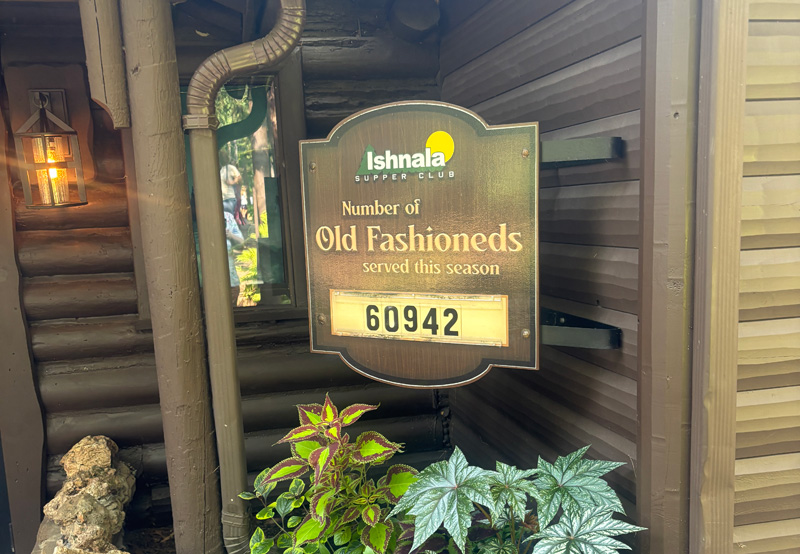 Ishnala
SUPPER CLUB
Number of
Old Fashioneds
served this season
60942